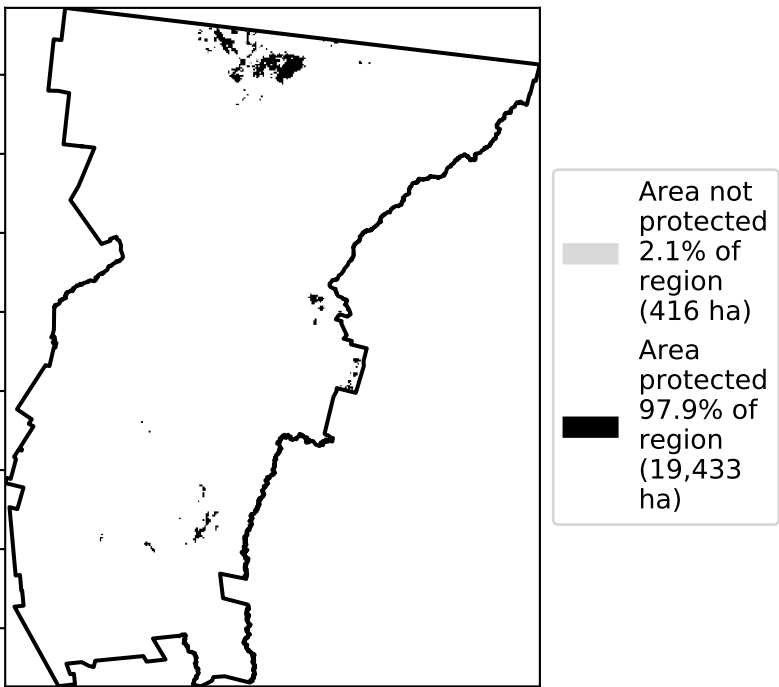 Area not
protected
2.1% of
region
(416 ha)
Area
protected
97.9% of
region
(19,433
ha)